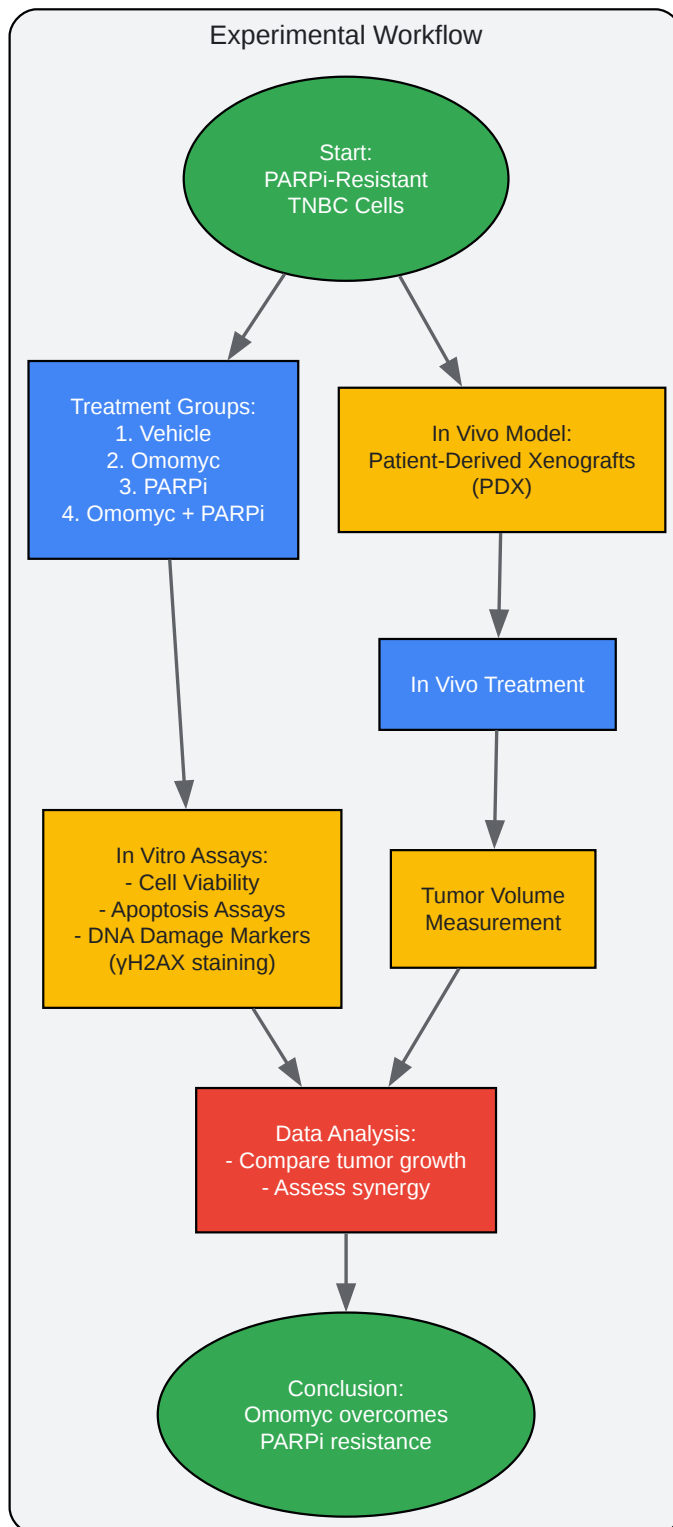 Experimental Workflow
Start:
PARPi-Resistant
TNBC Cells
Treatment Groups:
1. Vehicle
2. Omomyc
3. PARPi
4. Omomyc + PARPi
In Vivo Model:
Patient-Derived Xenografts
(PDX)
In Vivo Treatment
In Vitro Assays:
- Cell Viability
- Apoptosis Assays
- DNA Damage Markers
(γH2AX staining)
Tumor Volume
Measurement
Data Analysis:
- Compare tumor growth
- Assess synergy
Conclusion:
Omomyc overcomes
PARPi resistance